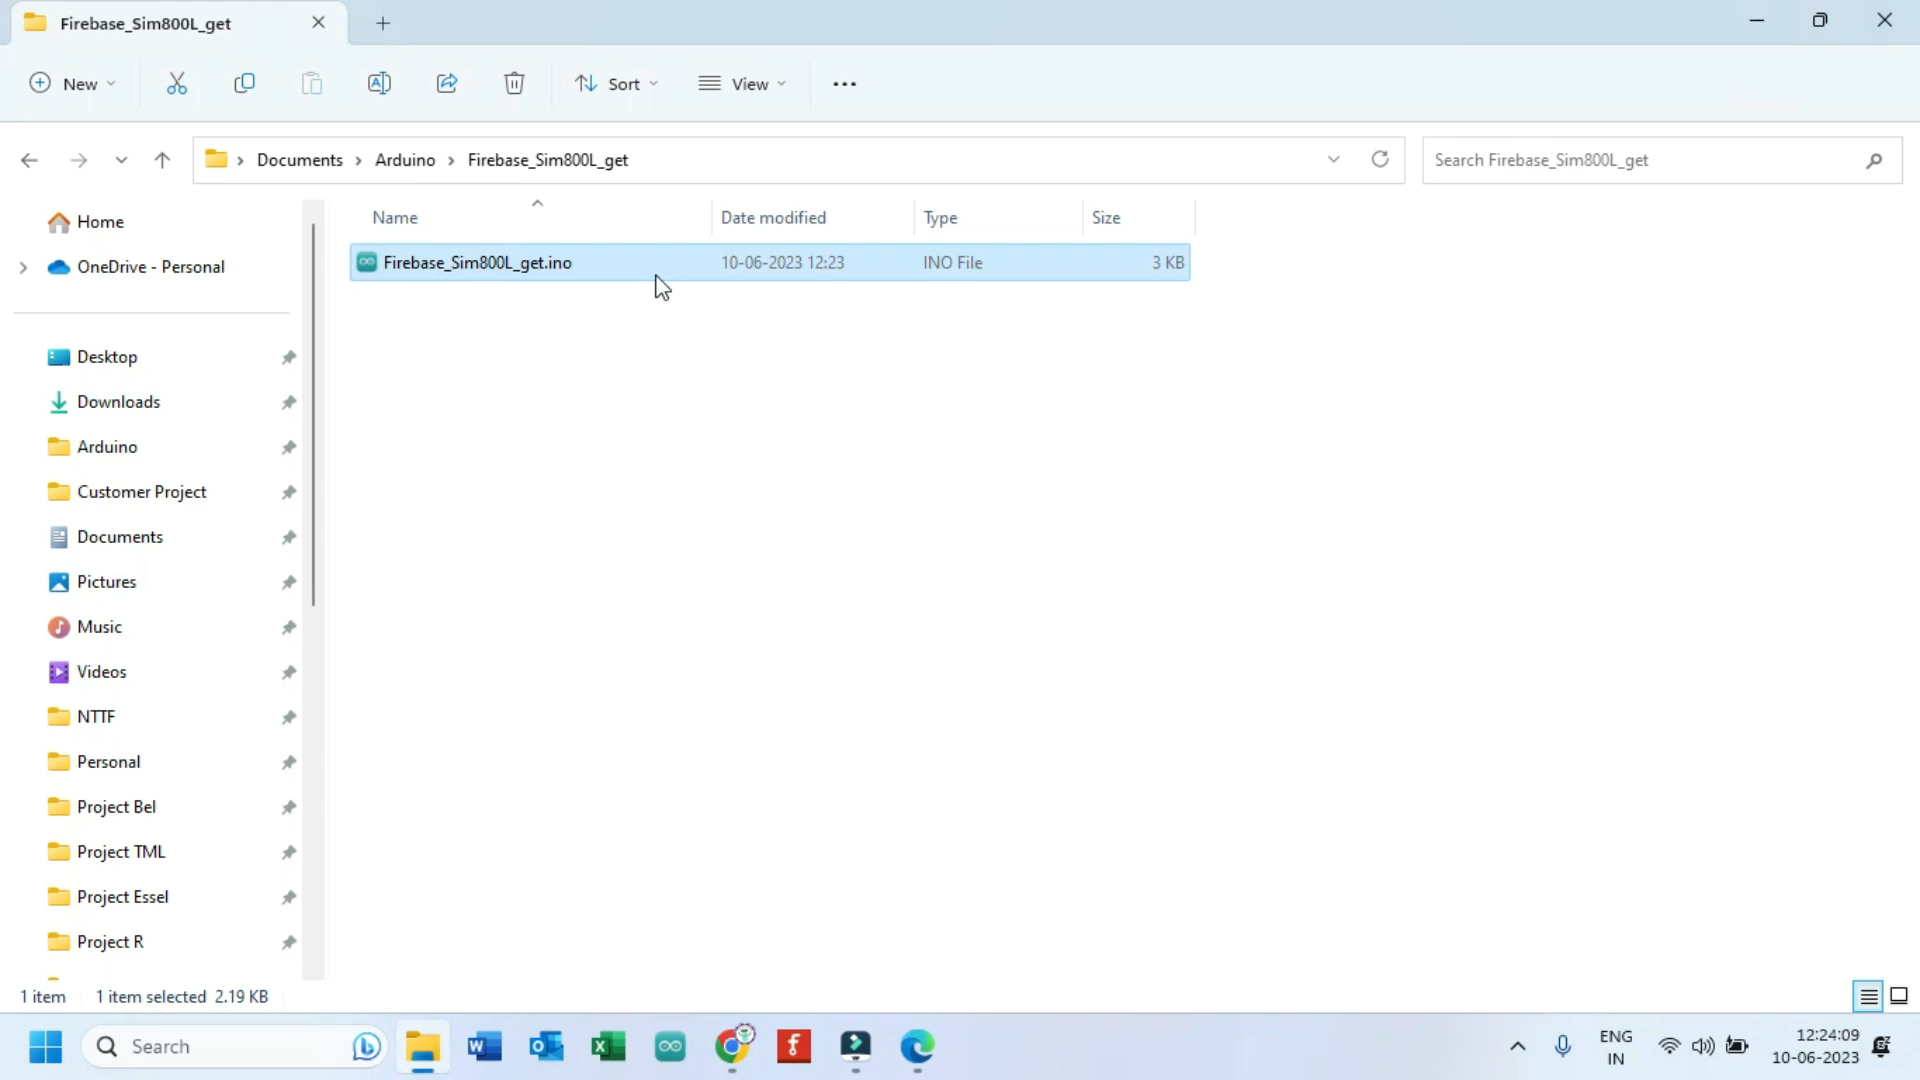 Firebase_Sim800L_get
New
Sort
View
Documents
Arduino
Firebase_Sim800L_get
Search Firebase_Sim800L_get
Name
Date modified
Type
Size
Firebase_Sim800L_get.ino
10-06-2023 12:23
INO File
3 KB
Home
OneDrive - Personal
Desktop
Downloads
Arduino
Customer Project
Documents
Pictures
Music
Videos
NTTF
Personal
Project Bel
Project TML
Project Essel
Project R
1 item
1 item selected 2.19 KB
Search
ENG
IN
12:24:09
10-06-2023